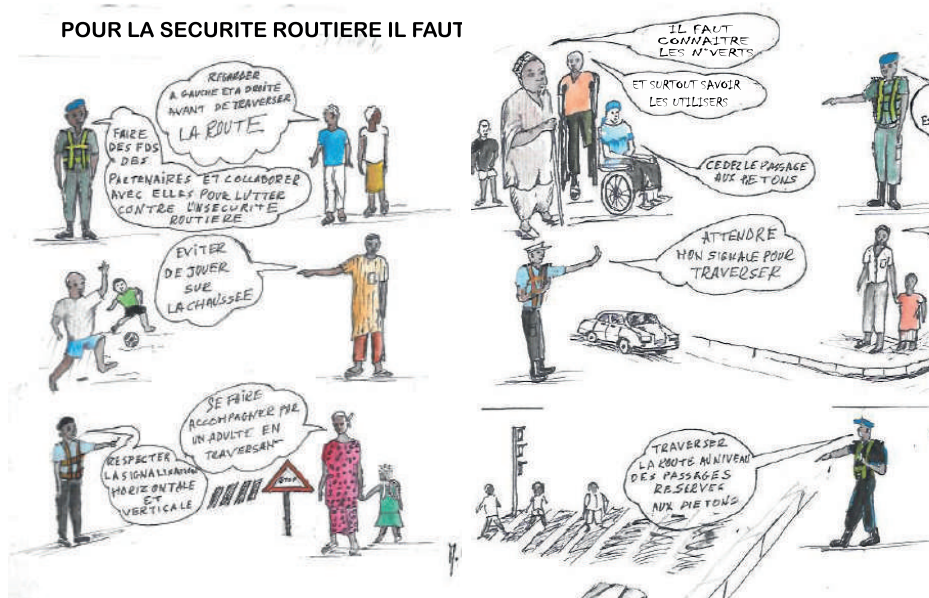 POUR LA SECURITE ROUTIERE IL FAUT
REGARDER
A GAUCHE ET A DROITE
AVANT DE TRAVERSER
LA ROUTE
FAIRE
DES FDS
DES
PARTENAIRES ET COLLABORER
AVEC ELLES POUR LUTTER
CONTRE L'INSECURITE
ROUTIERE
EVITER
DE JOUER
SUR
LA CHAUSSEE
SE FAIRE
ACCOMPAGNER PAR
UN ADULTE EN
TRAVERSANT
RESPECTER
LA SIGNALISATION
HORIZONTALE
ET
VERTICALE
STOP
IL FAUT
CONNAITRE
LES N°VERTS
ET SURTOUT SAVOIR
LES UTILISERS
CEDEZ LE PASSAGE
AUX PIETONS
ATTENDRE
MON SIGNALE POUR
TRAVERSER
TRAVERSER
LA ROUTE AU NIVEAU
DES PASSAGES
RESERVES
AUX PIETONS